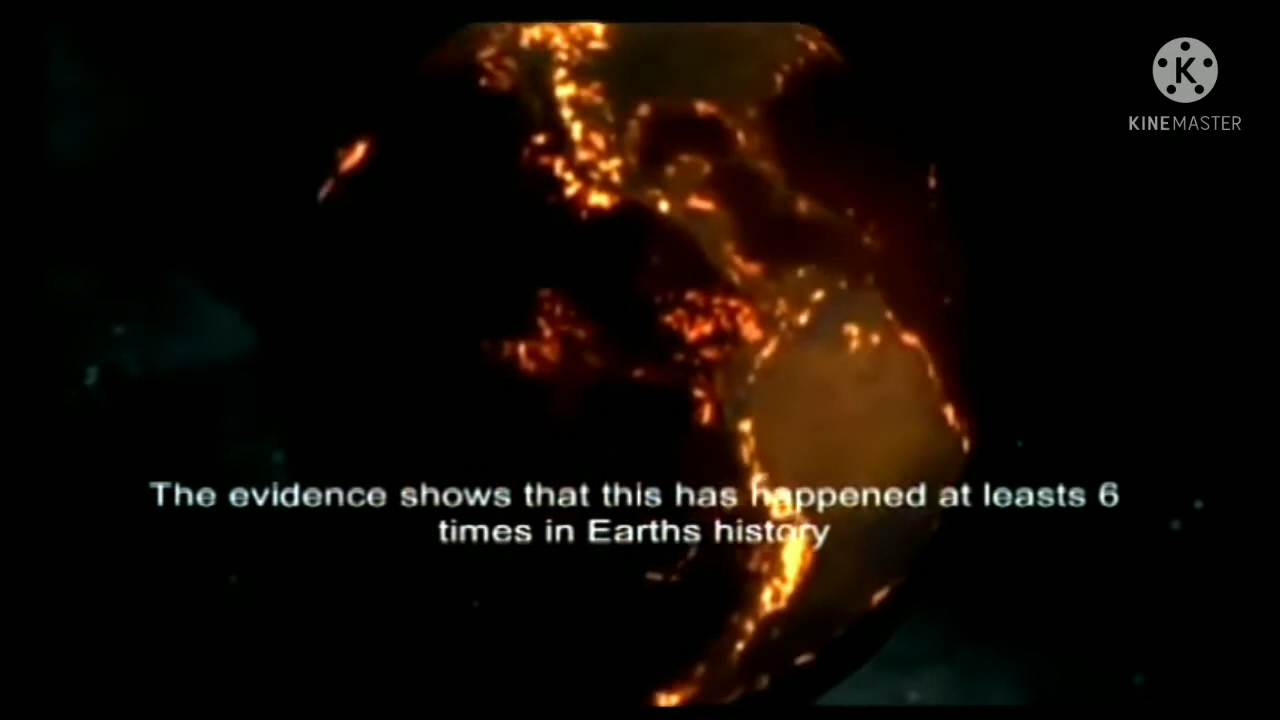 K
KINEMASTER
The evidence shows that this has happened at leasts 6
times in Earths history